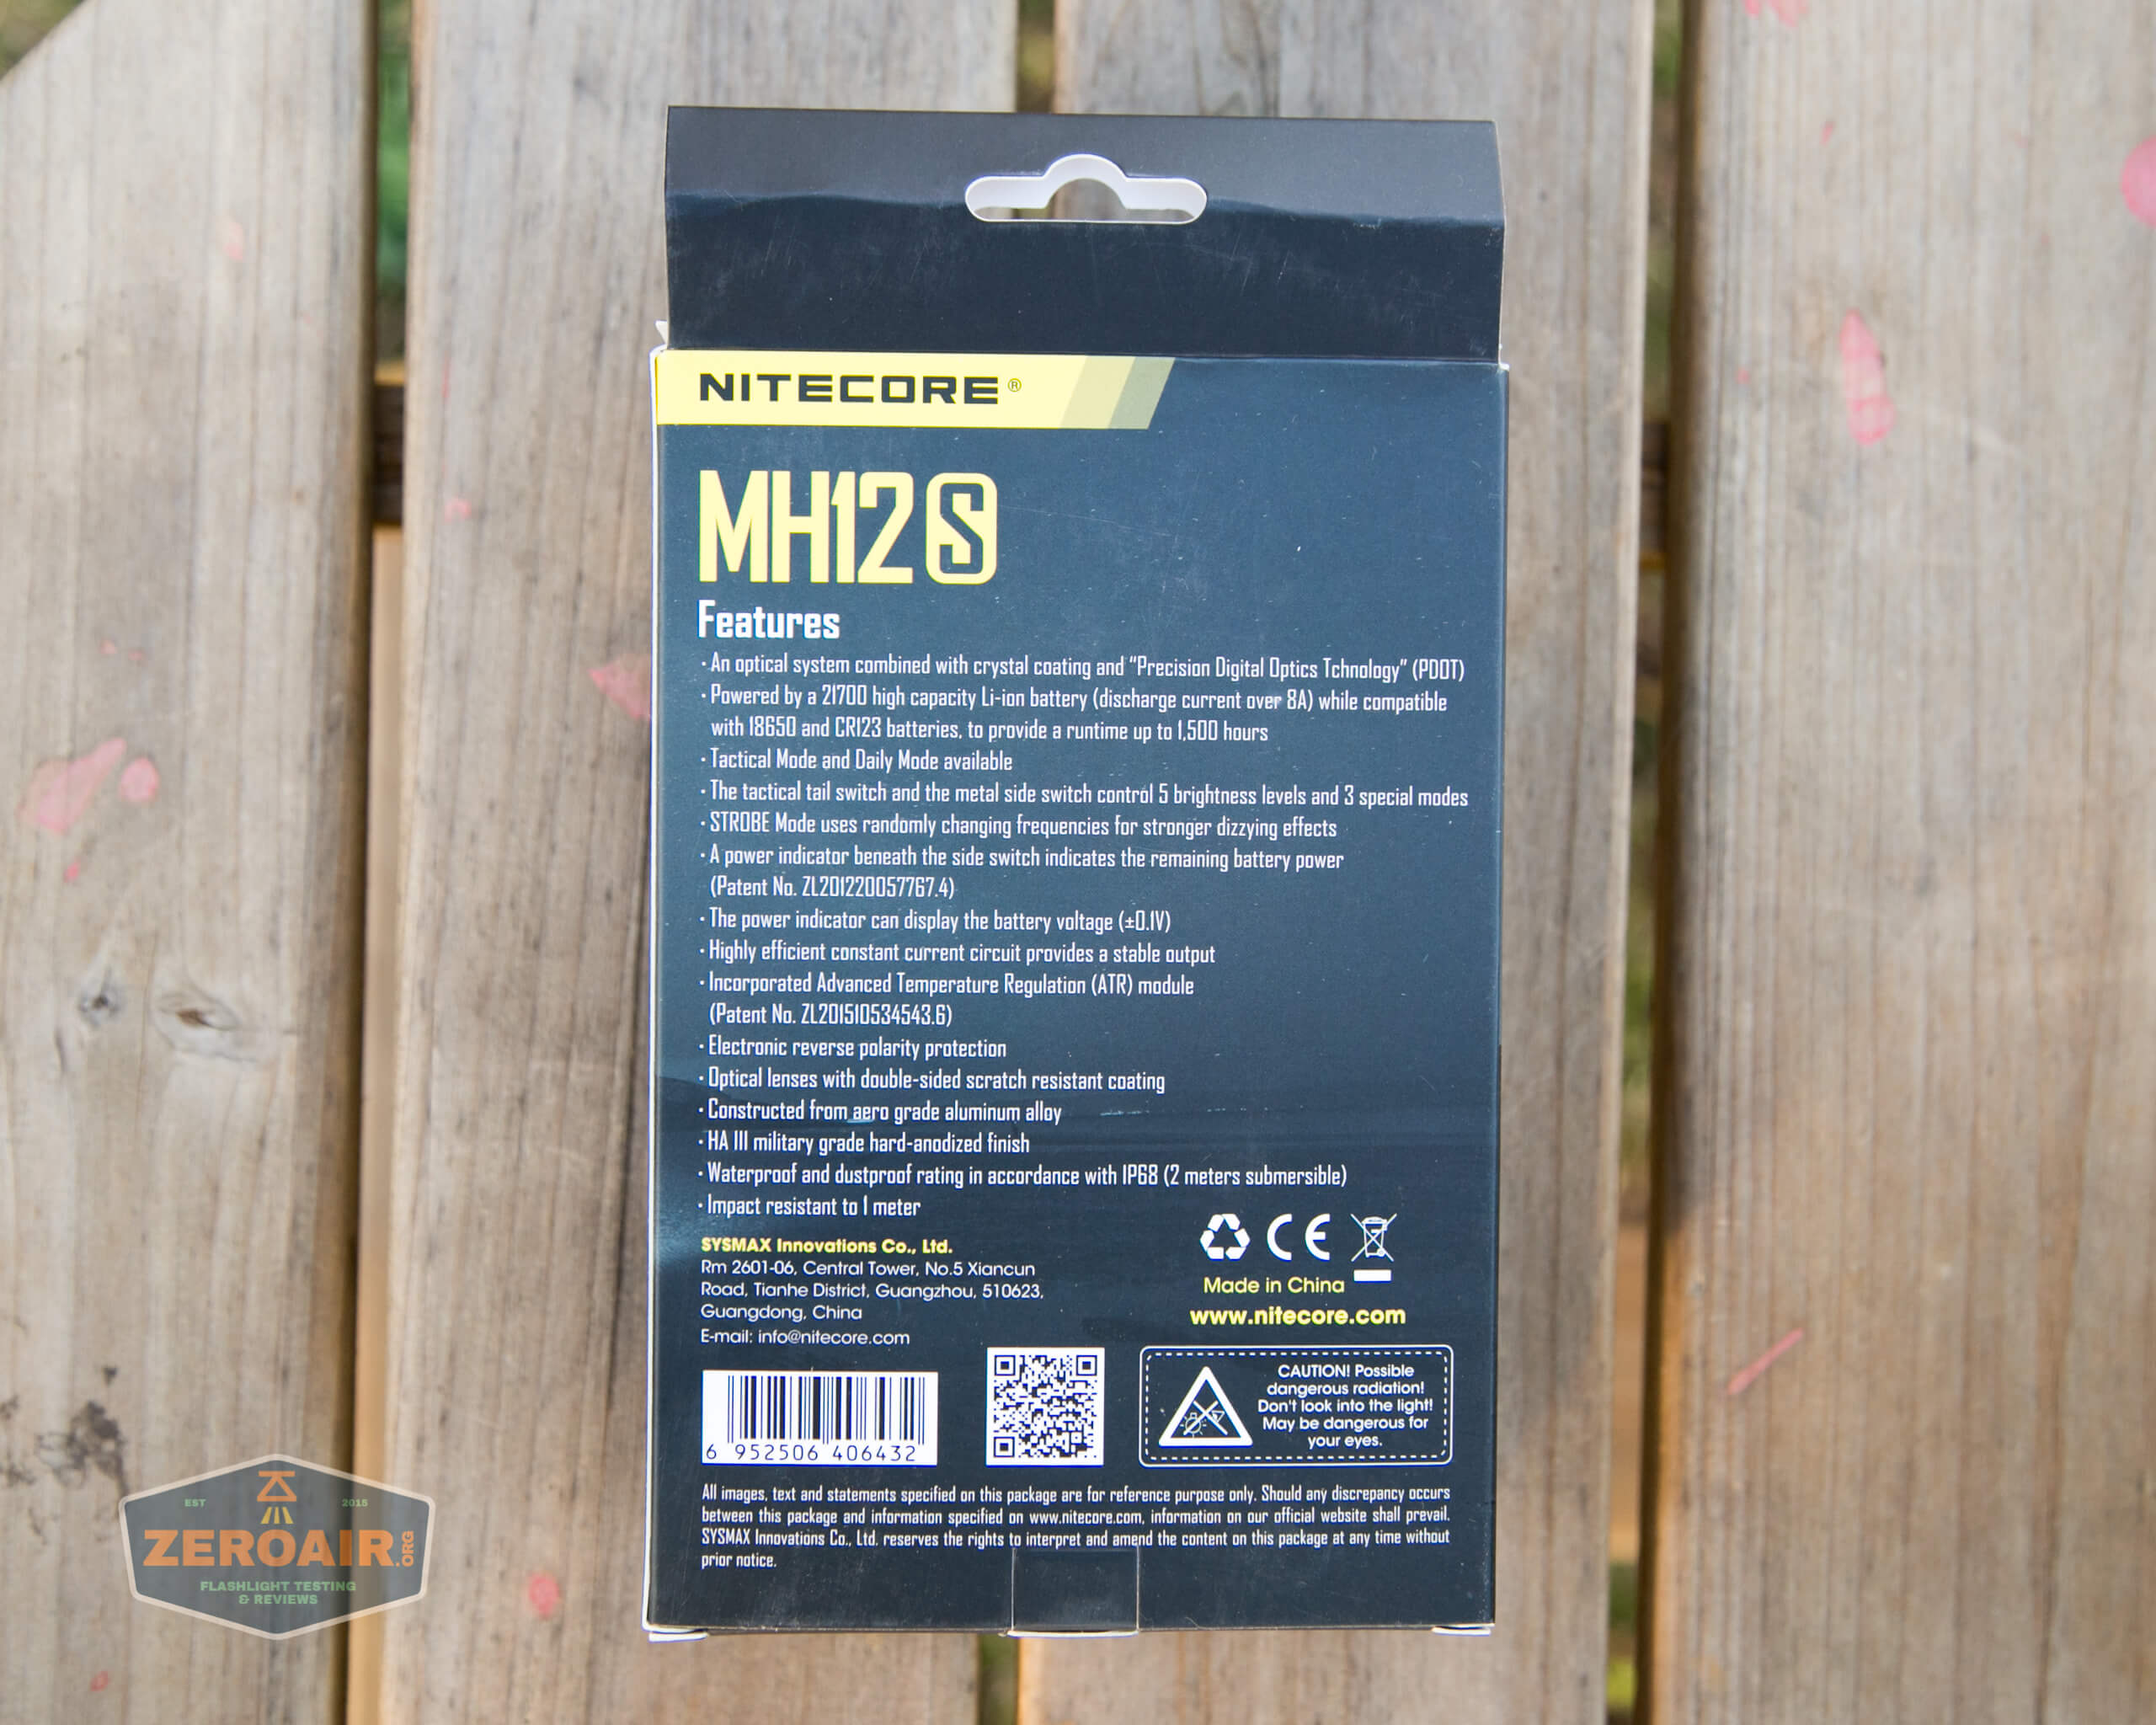 NITECORE®
MH12S
Features
· An optical system combined with crystal coating and "Precision Digital Optics Tchnology" (PDOT)
· Powered by a 21700 high capacity Li-ion battery (discharge current over 8A) while compatible
with 18650 and CR123 batteries, to provide a runtime up to 1,500 hours
· Tactical Mode and Daily Mode available
· The tactical tail switch and the metal side switch control 5 brightness levels and 3 special modes
· STROBE Mode uses randomly changing frequencies for stronger dizzying effects
· A power indicator beneath the side switch indicates the remaining battery power
(Patent No. ZL201220057767.4)
· The power indicator can display the battery voltage (±0.1V)
· Highly efficient constant current circuit provides a stable output
· Incorporated Advanced Temperature Regulation (ATR) module
(Patent No. ZL201510534543.6)
· Electronic reverse polarity protection
· Optical lenses with double-sided scratch resistant coating
· Constructed from aero grade aluminum alloy
· HA III military grade hard-anodized finish
· Waterproof and dustproof rating in accordance with IP68 (2 meters submersible)
· Impact resistant to 1 meter
SYSMAX Innovations Co., Ltd.
Rm 2601-06, Central Tower, No.5 Xiancun
Road, Tianhe District, Guangzhou, 510623,
Guangdong, China
E-mail: info@nitecore.com
CE
Made in China
www.nitecore.com
6 952506 406432
CAUTION! Possible
dangerous radiation!
Don't look into the light!
May be dangerous for
your eyes.
All images, text and statements specified on this package are for reference purpose only. Should any discrepancy occurs
between this package and information specified on www.nitecore.com, information on our official website shall prevail.
SYSMAX Innovations Co., Ltd. reserves the rights to interpret and amend the content on this package at any time without
prior notice.
EST 2015
ZEROAIR.ORG
FLASHLIGHT TESTING
& REVIEWS